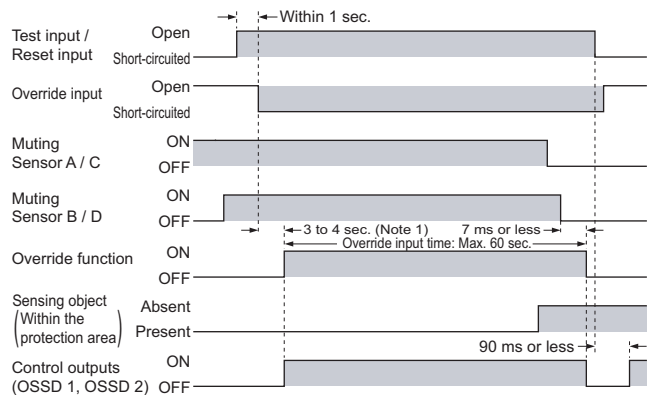 Within 1 sec.
Test input /
Reset input
Open
Short-circuited
Override input
Open
Short-circuited
Muting
Sensor A / C
ON
OFF
Muting
Sensor B / D
ON
OFF
3 to 4 sec. (Note 1)
7 ms or less
Override input time: Max. 60 sec.
Override function
ON
OFF
Sensing object
(Within the
protection area)
Absent
Present
90 ms or less
Control outputs
(OSSD 1, OSSD 2)
ON
OFF